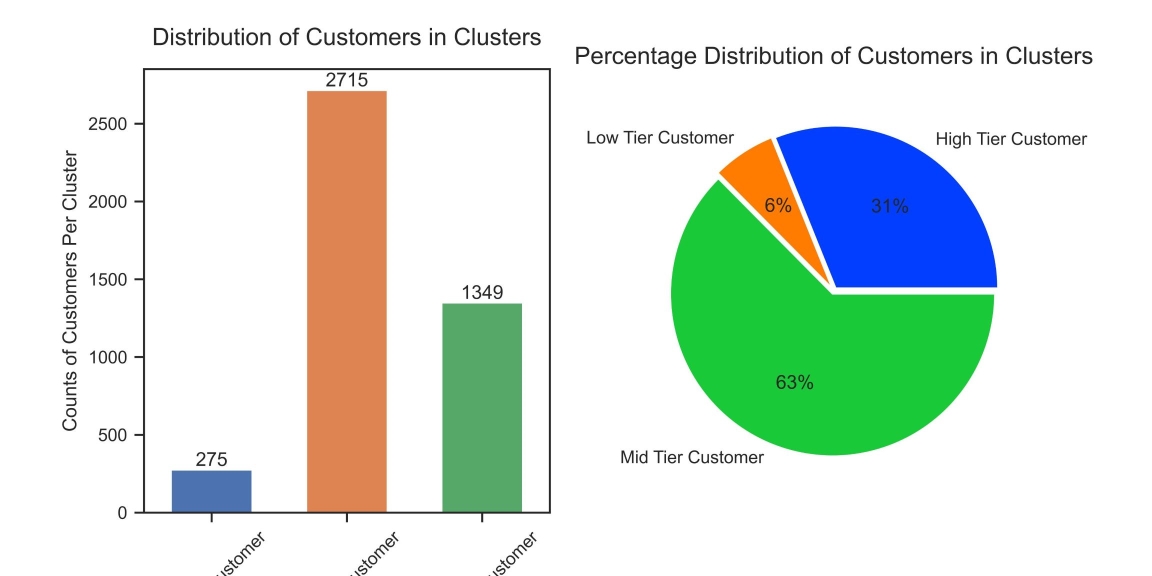 Distribution of Customers in Clusters
2715
2500
2000
1500
1349
1000
500
275
0
Counts of Customers Per Cluster
ustomer
ustomer
ustomer
Percentage Distribution of Customers in Clusters
Low Tier Customer
High Tier Customer
6%
31%
63%
Mid Tier Customer